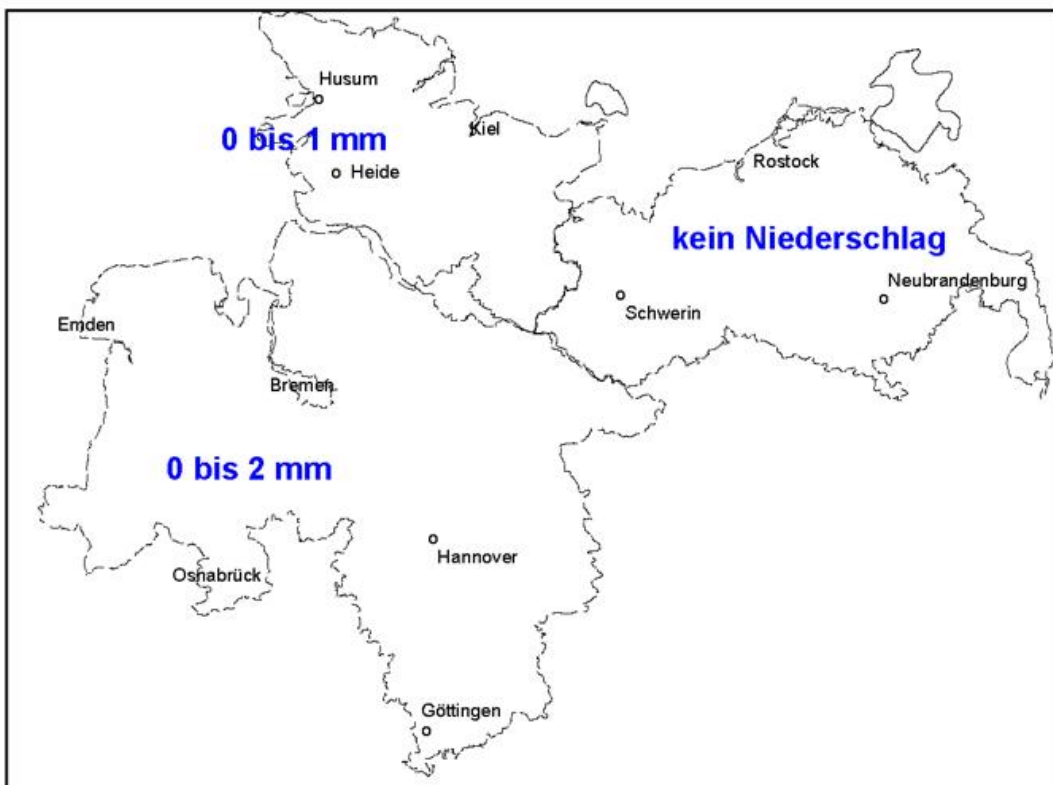 Husum
Kiel
0 bis 1 mm
Heide
Rostock
kein Niederschlag
Neubrandenburg
Schwerin
Emden
Bremen
0 bis 2 mm
Hannover
Osnabrück
Göttingen